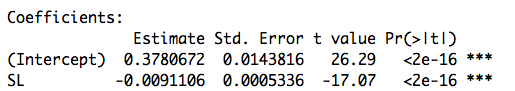 Coefficients:
Estimate Std. Error t value Pr(>|t|)
(Intercept) 0.3780672 0.0143816 26.29 <2e-16 ***
SL -0.0091106 0.0005336 -17.07 <2e-16 ***